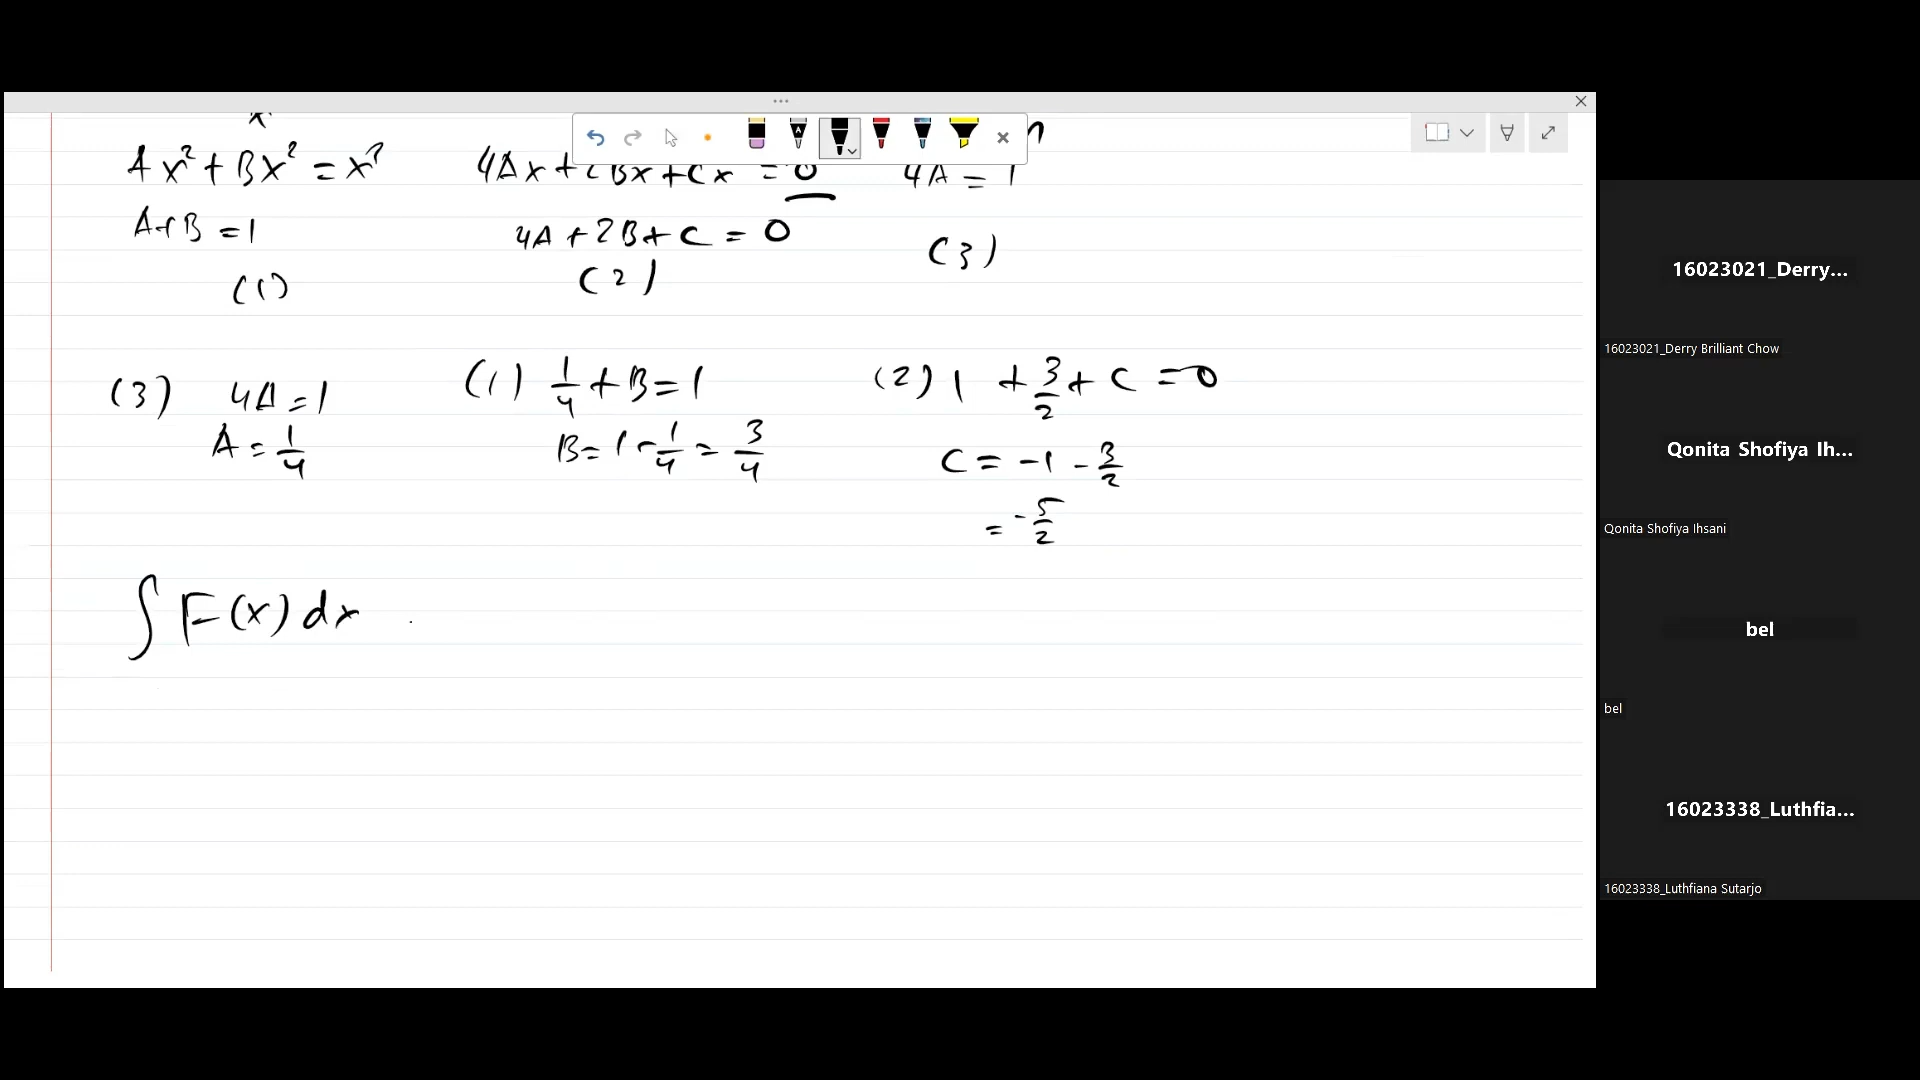 x
Ax² + Bx² = x²
4Ax + 2Bx + Cx = 0
4A = 1
A+B = 1
4A + 2B + C = 0
(1)
(2)
(3)
(3) 4A = 1
A = 1/4
(1) 1/4 + B = 1
B = 1 - 1/4 = 3/4
(2) 1 + 3/2 + C = 0
C = -1 - 3/2
= -5/2
∫ F(x) dx
16023021_Derry...
16023021_Derry Brilliant Chow
Qonita Shofiya Ih...
Qonita Shofiya Ihsani
bel
bel
16023338_Luthfia...
16023338_Luthfiana Sutarjo